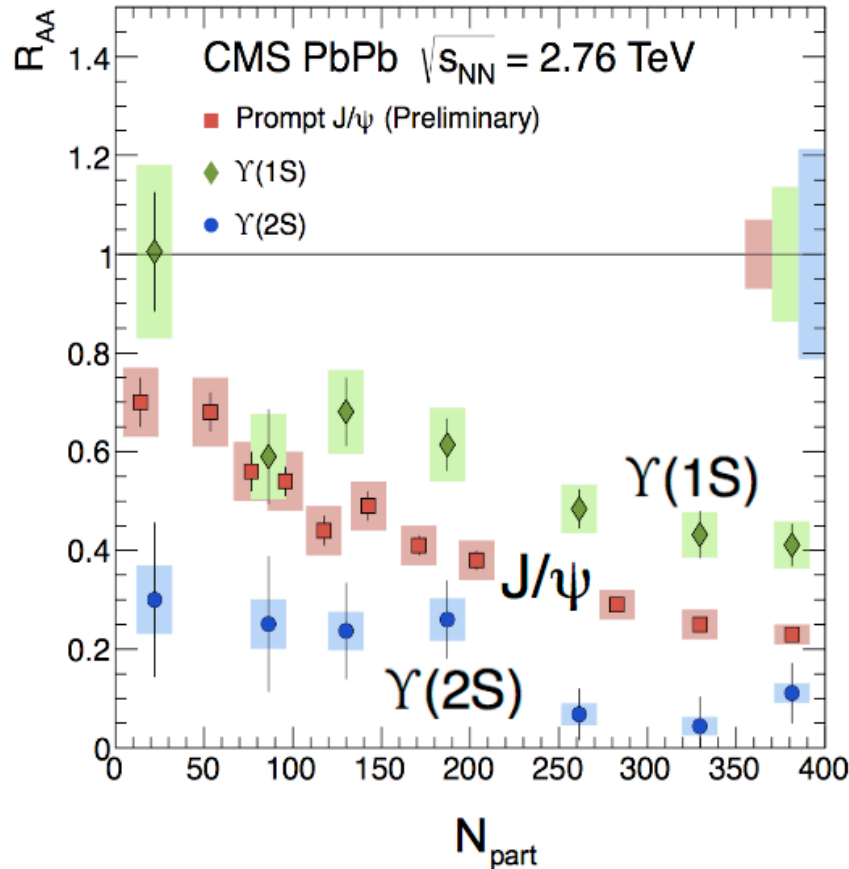 R_AA
CMS PbPb √s_NN = 2.76 TeV
Prompt J/ψ (Preliminary)
ϒ(1S)
ϒ(2S)
1.4
1.2
1
0.8
0.6
0.4
0.2
0
ϒ(1S)
J/ψ
ϒ(2S)
0 50 100 150 200 250 300 350 400
N_part